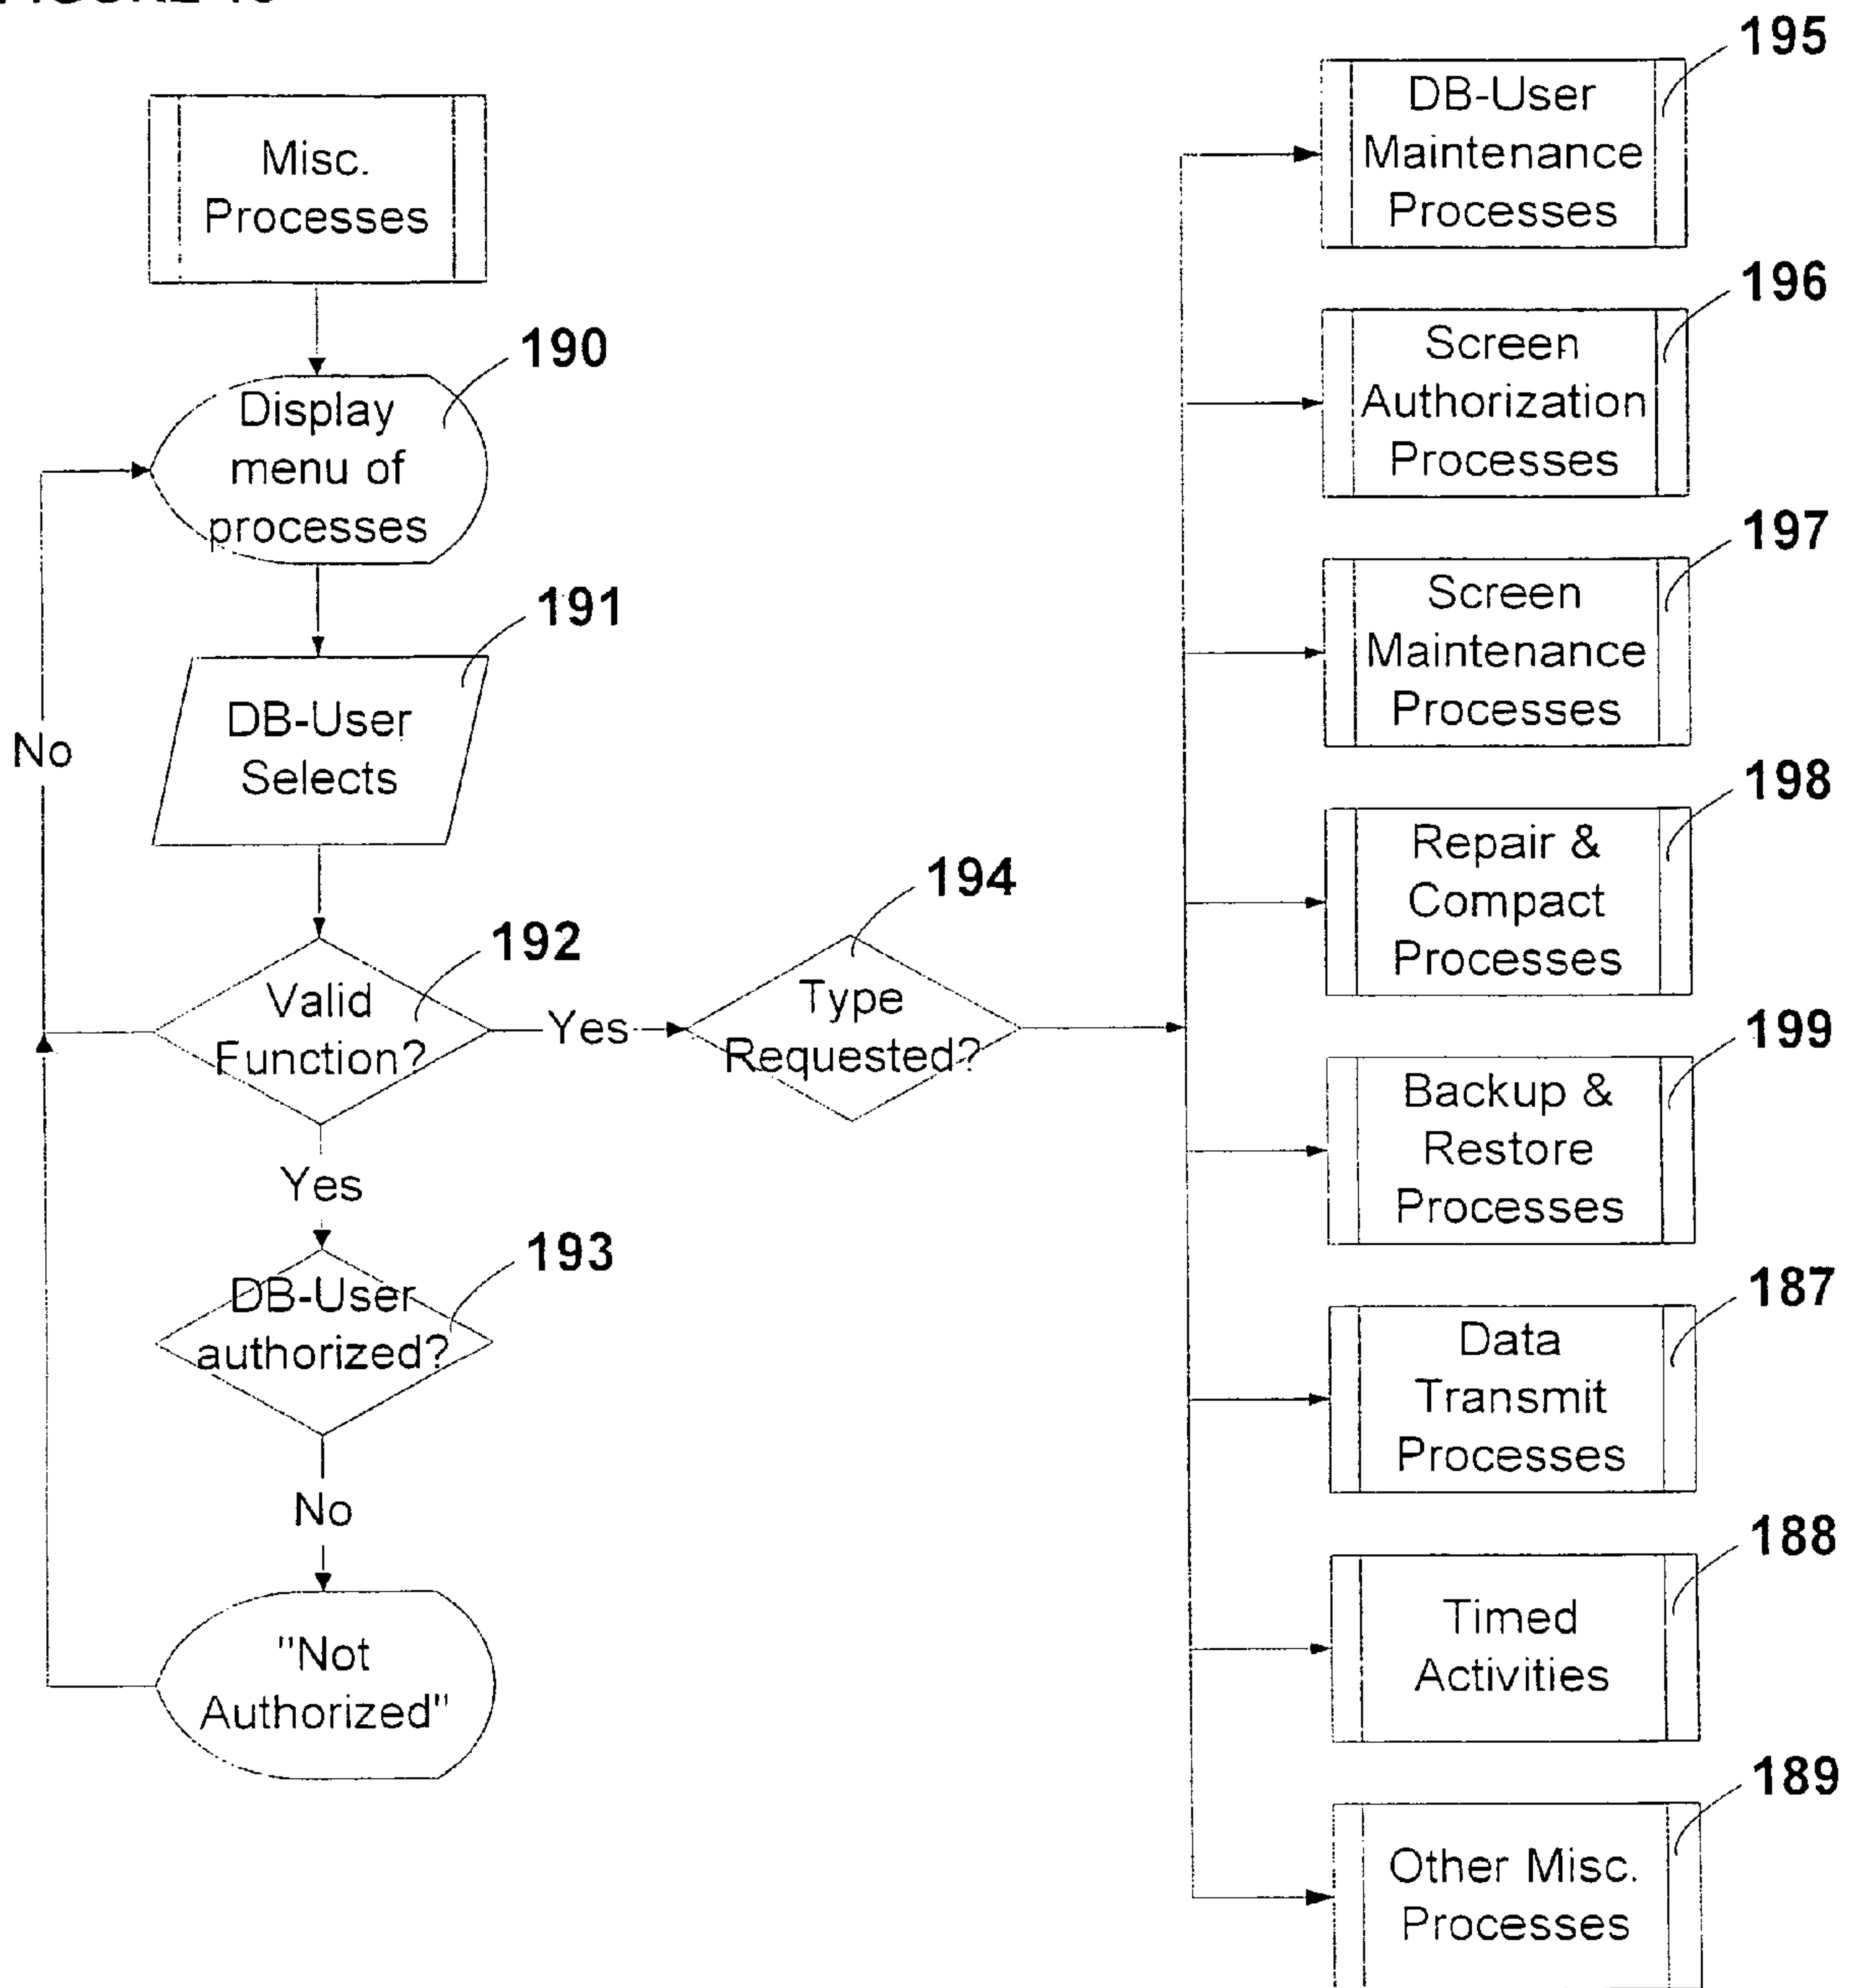 Misc.
Processes
190
Display
menu of
processes
191
DB-User
Selects
No
192
Valid
Function?
Yes
194
Type
Requested?
Yes
193
DB-User
authorized?
No
"Not
Authorized"
195
DB-User
Maintenance
Processes
196
Screen
Authorization
Processes
197
Screen
Maintenance
Processes
198
Repair &
Compact
Processes
199
Backup &
Restore
Processes
187
Data
Transmit
Processes
188
Timed
Activities
189
Other Misc.
Processes